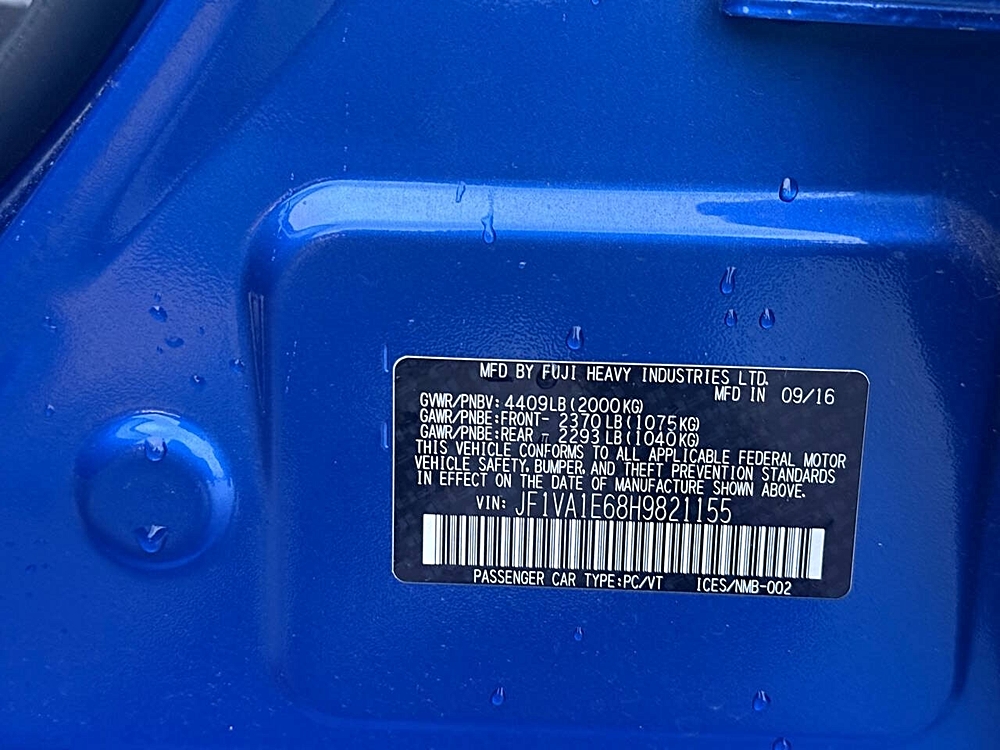 MFD BY FUJI HEAVY INDUSTRIES LTD.
MFD IN 09/16
GVWR/PNBV: 4409LB(2000KG)
GAWR/PNBE:FRONT- 2370LB(1075KG)
GAWR/PNBE:REAR - 2293LB(1040KG)
THIS VEHICLE CONFORMS TO ALL APPLICABLE FEDERAL MOTOR
VEHICLE SAFETY, BUMPER, AND THEFT PREVENTION STANDARDS
IN EFFECT ON THE DATE OF MANUFACTURE SHOWN ABOVE.
VIN: JF1VA1E68H9821155
PASSENGER CAR TYPE:PC/VT ICES/NMB-002